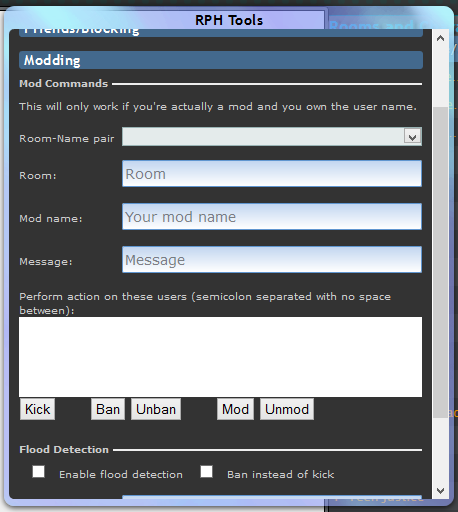 RPH Tools
Friends/Blocking
Modding
Mod Commands
This will only work if you're actually a mod and you own the user name.
Room-Name pair
Room:
Room
Mod name:
Your mod name
Message:
Message
Perform action on these users (semicolon separated with no space
between):
Kick Ban Unban Mod Unmod
Flood Detection
Enable flood detection Ban instead of kick